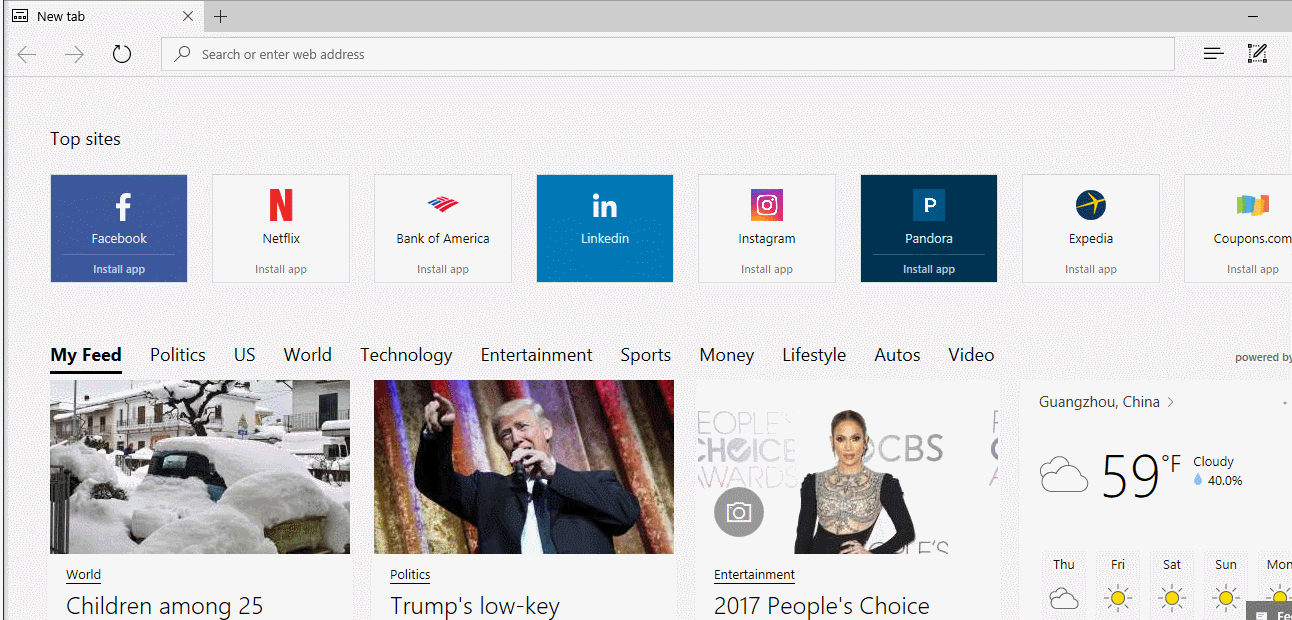 New tab
Search or enter web address
Top sites
Facebook Netflix Bank of America Linkedin Instagram Pandora Expedia Coupons.com
Install app Install app Install app Install app Install app Install app Install app
My Feed Politics US World Technology Entertainment Sports Money Lifestyle Autos Video
powered by
Guangzhou, China
PEOPLE'S
CHOICE CBS
AWARDS
59°F Cloudy
40.0%
PLE'S
Thu Fri Sat Sun Mon
World Politics Entertainment
Children among 25 Trump's low-key 2017 People's Choice